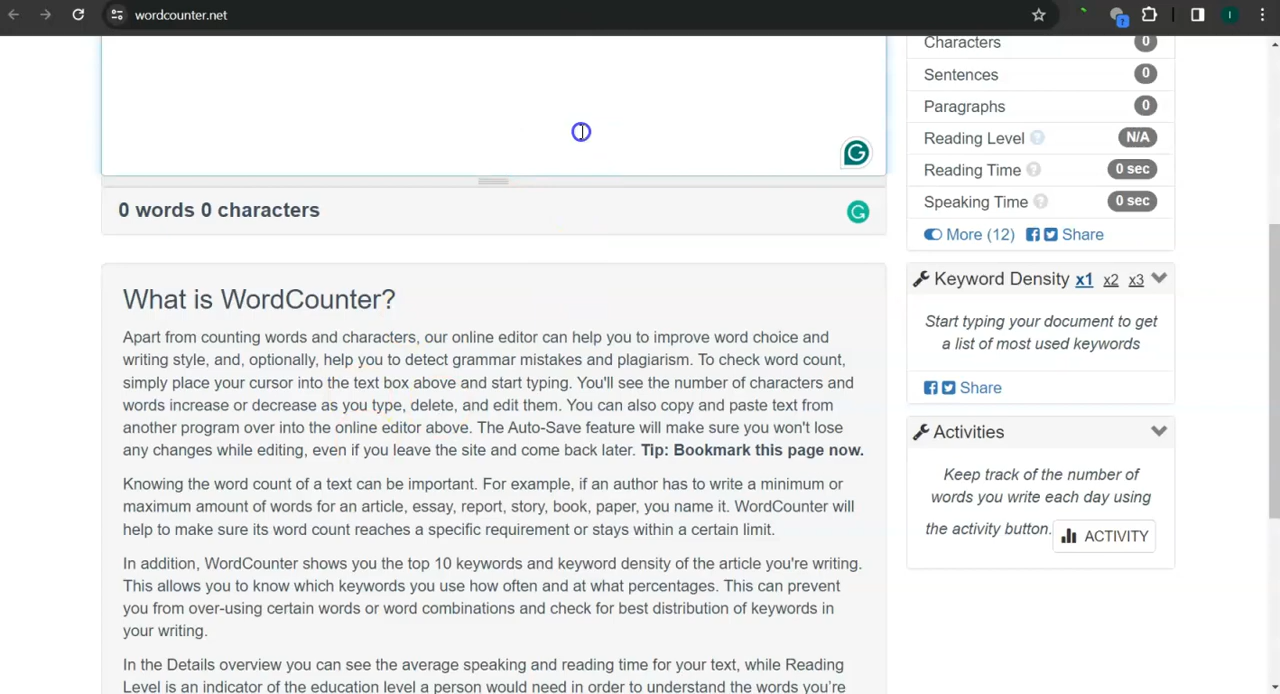 wordcounter.net
Characters 0
Sentences 0
Paragraphs 0
Reading Level ? N/A
Reading Time ? 0 sec
Speaking Time ? 0 sec
More (12) Share
0 words 0 characters
What is WordCounter?
Apart from counting words and characters, our online editor can help you to improve word choice and
writing style, and, optionally, help you to detect grammar mistakes and plagiarism. To check word count,
simply place your cursor into the text box above and start typing. You'll see the number of characters and
words increase or decrease as you type, delete, and edit them. You can also copy and paste text from
another program over into the online editor above. The Auto-Save feature will make sure you won't lose
any changes while editing, even if you leave the site and come back later. Tip: Bookmark this page now.
Knowing the word count of a text can be important. For example, if an author has to write a minimum or
maximum amount of words for an article, essay, report, story, book, paper, you name it. WordCounter will
help to make sure its word count reaches a specific requirement or stays within a certain limit.
In addition, WordCounter shows you the top 10 keywords and keyword density of the article you're writing.
This allows you to know which keywords you use how often and at what percentages. This can prevent
you from over-using certain words or word combinations and check for best distribution of keywords in
your writing.
In the Details overview you can see the average speaking and reading time for your text, while Reading
Level is an indicator of the education level a person would need in order to understand the words you're
Keyword Density x1 x2 x3
Start typing your document to get
a list of most used keywords
Share
Activities
Keep track of the number of
words you write each day using
the activity button. ACTIVITY